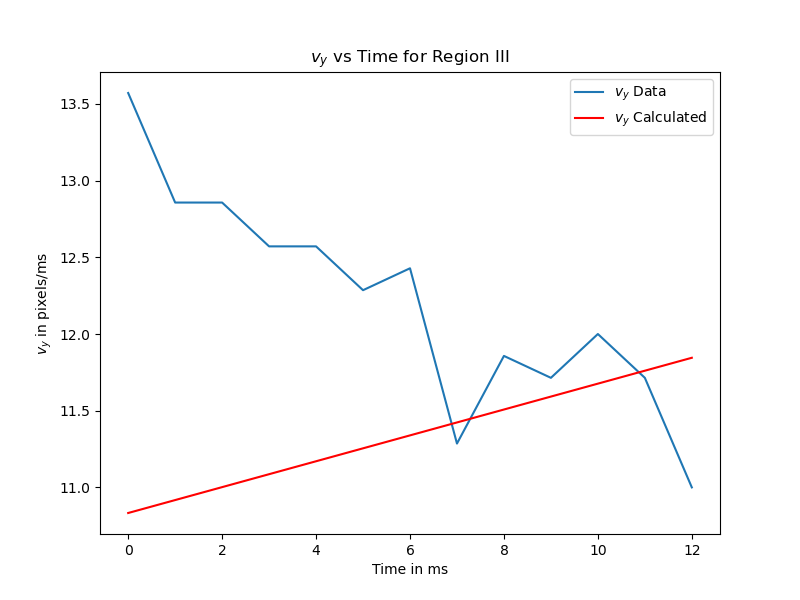 v_y vs Time for Region III
v_y Data
v_y Calculated
13.5
13.0
12.5
12.0
11.5
11.0
v_y in pixels/ms
0 2 4 6 8 10 12
Time in ms